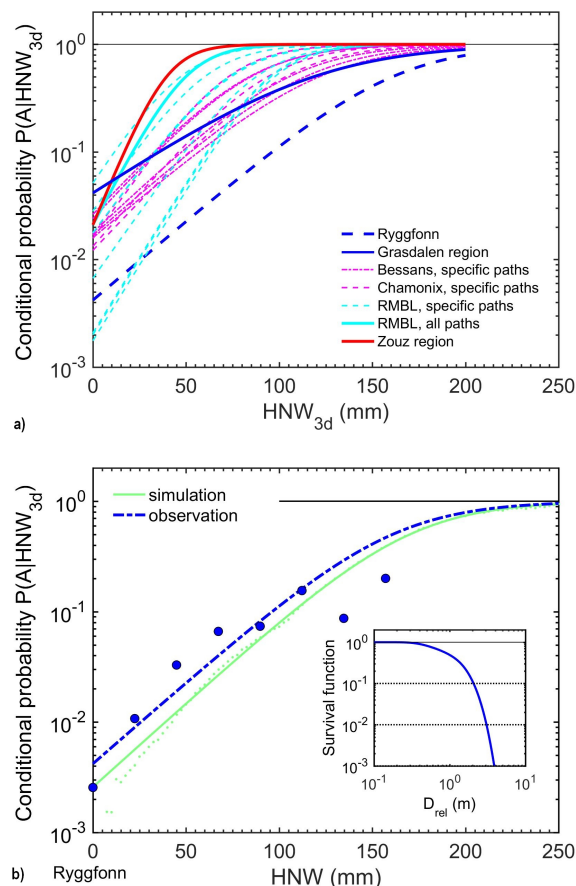 Conditional probability P(A|HNW3d)
10^0
10^-1
10^-2
10^-3
Ryggfonn
Grasdalen region
Bessans, specific paths
Chamonix, specific paths
RMBL, specific paths
RMBL, all paths
Zouz region
0 50 100 150 200 250
HNW3d (mm)
a)
Conditional probability P(A|HNW3d)
10^1
10^0
10^-1
10^-2
10^-3
simulation
observation
Survival function
10^0
10^-1
10^-2
10^-3
10^-1 10^0 10^1
Drel (m)
0 50 100 150 200 250
b) Ryggfonn HNW (mm)